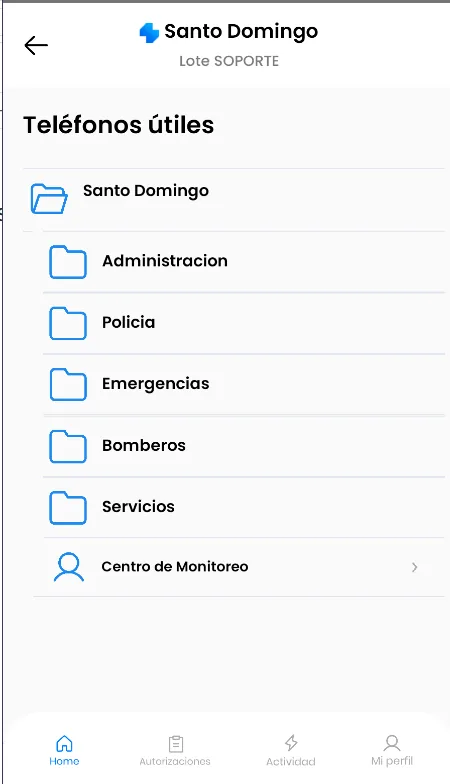 Santo Domingo
Lote SOPORTE
Teléfonos útiles
Santo Domingo
Administracion
Policia
Emergencias
Bomberos
Servicios
Centro de Monitoreo
Home
Autorizaciones
Actividad
Mi perfil